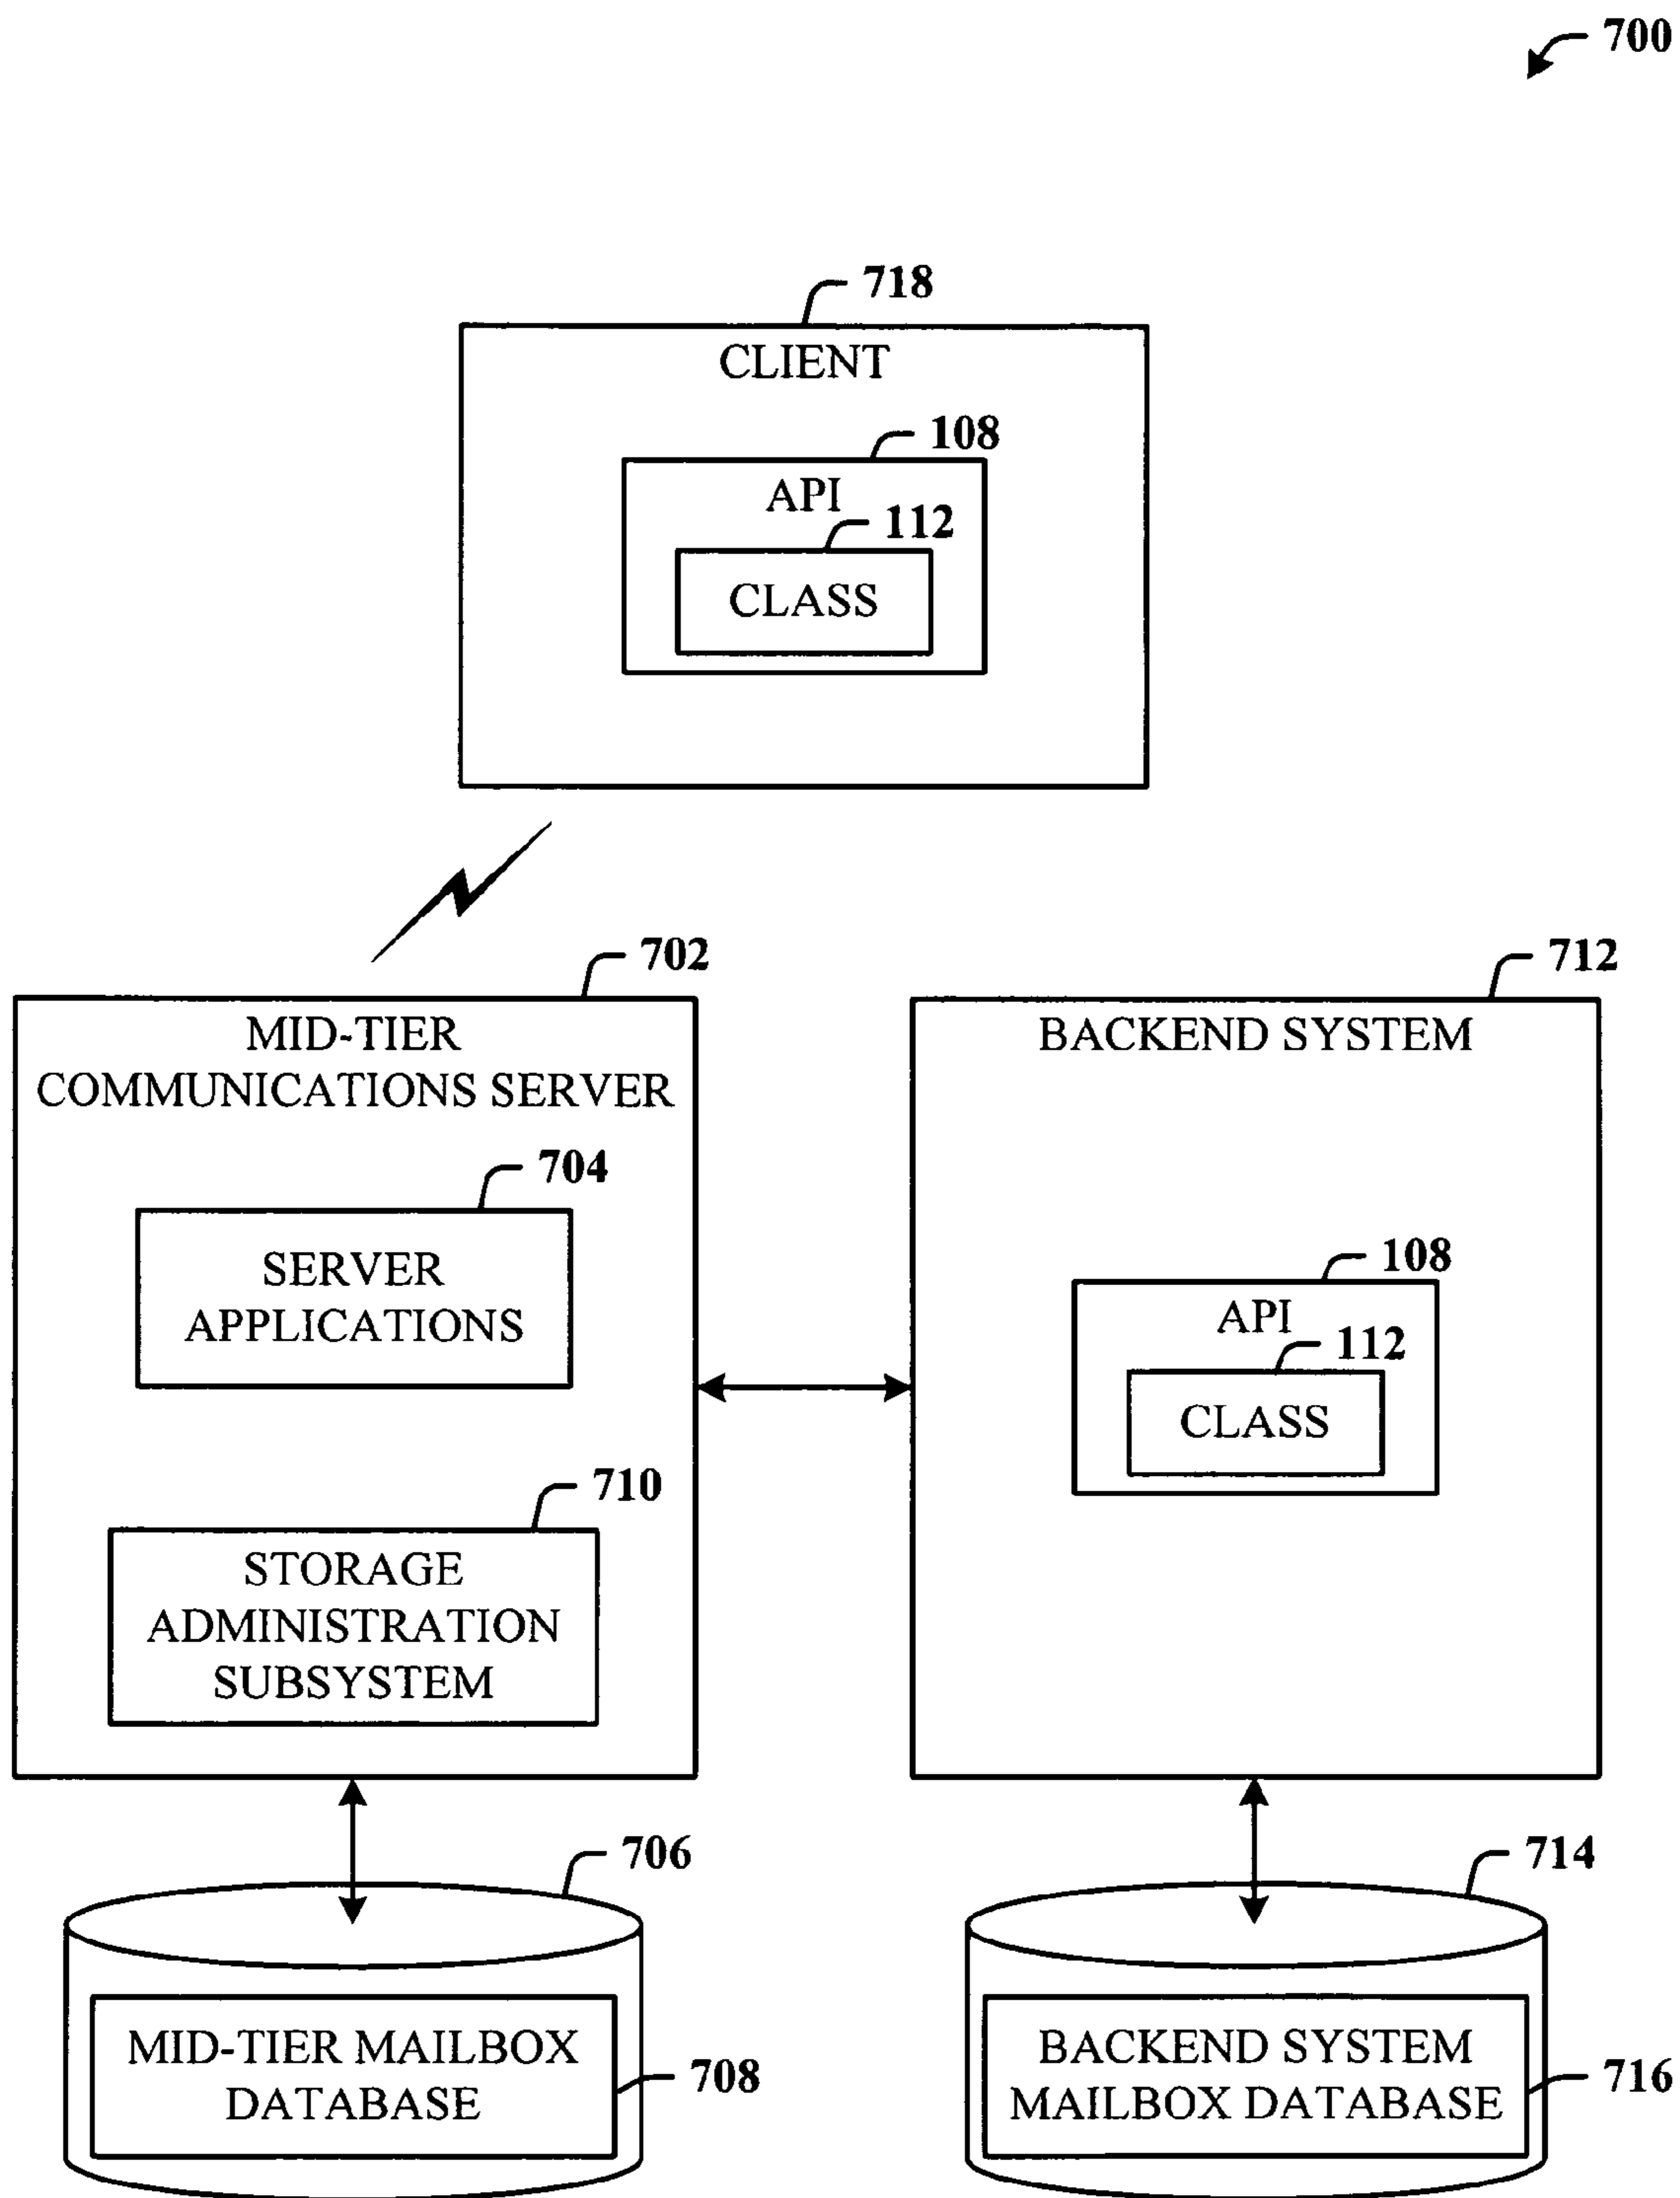 700
718
CLIENT
108
API
112
CLASS
702
MID-TIER
COMMUNICATIONS SERVER
704
SERVER
APPLICATIONS
710
STORAGE
ADMINISTRATION
SUBSYSTEM
712
BACKEND SYSTEM
108
API
112
CLASS
706
MID-TIER MAILBOX
DATABASE
708
714
BACKEND SYSTEM
MAILBOX DATABASE
716